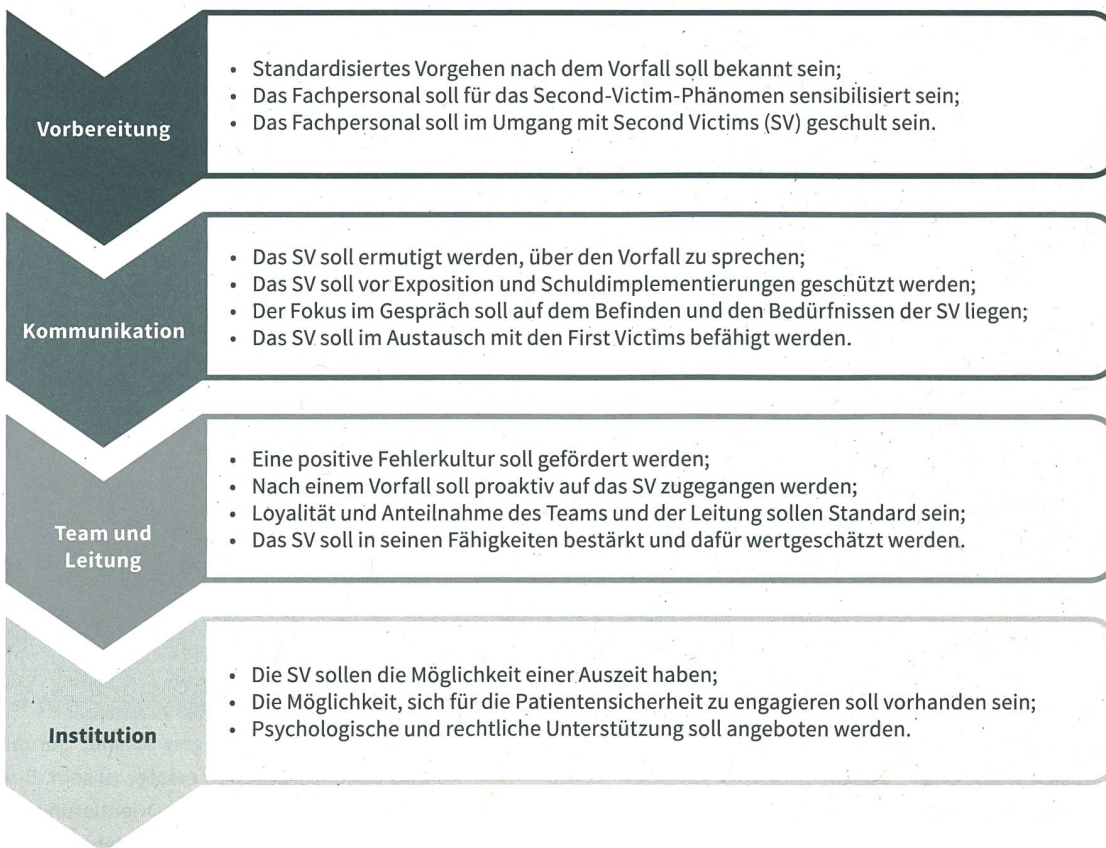 Vorbereitung
• Standardisiertes Vorgehen nach dem Vorfall soll bekannt sein;
• Das Fachpersonal soll für das Second-Victim-Phänomen sensibilisiert sein;
• Das Fachpersonal soll im Umgang mit Second Victims (SV) geschult sein.
Kommunikation
• Das SV soll ermutigt werden, über den Vorfall zu sprechen;
• Das SV soll vor Exposition und Schuldimplementierungen geschützt werden;
• Der Fokus im Gespräch soll auf dem Befinden und den Bedürfnissen der SV liegen;
• Das SV soll im Austausch mit den First Victims befähigt werden.
Team und
Leitung
• Eine positive Fehlerkultur soll gefördert werden;
• Nach einem Vorfall soll proaktiv auf das SV zugegangen werden;
• Loyalität und Anteilnahme des Teams und der Leitung sollen Standard sein;
• Das SV soll in seinen Fähigkeiten bestärkt und dafür wertgeschätzt werden.
Institution
• Die SV sollen die Möglichkeit einer Auszeit haben;
• Die Möglichkeit, sich für die Patientensicherheit zu engagieren soll vorhanden sein;
• Psychologische und rechtliche Unterstützung soll angeboten werden.